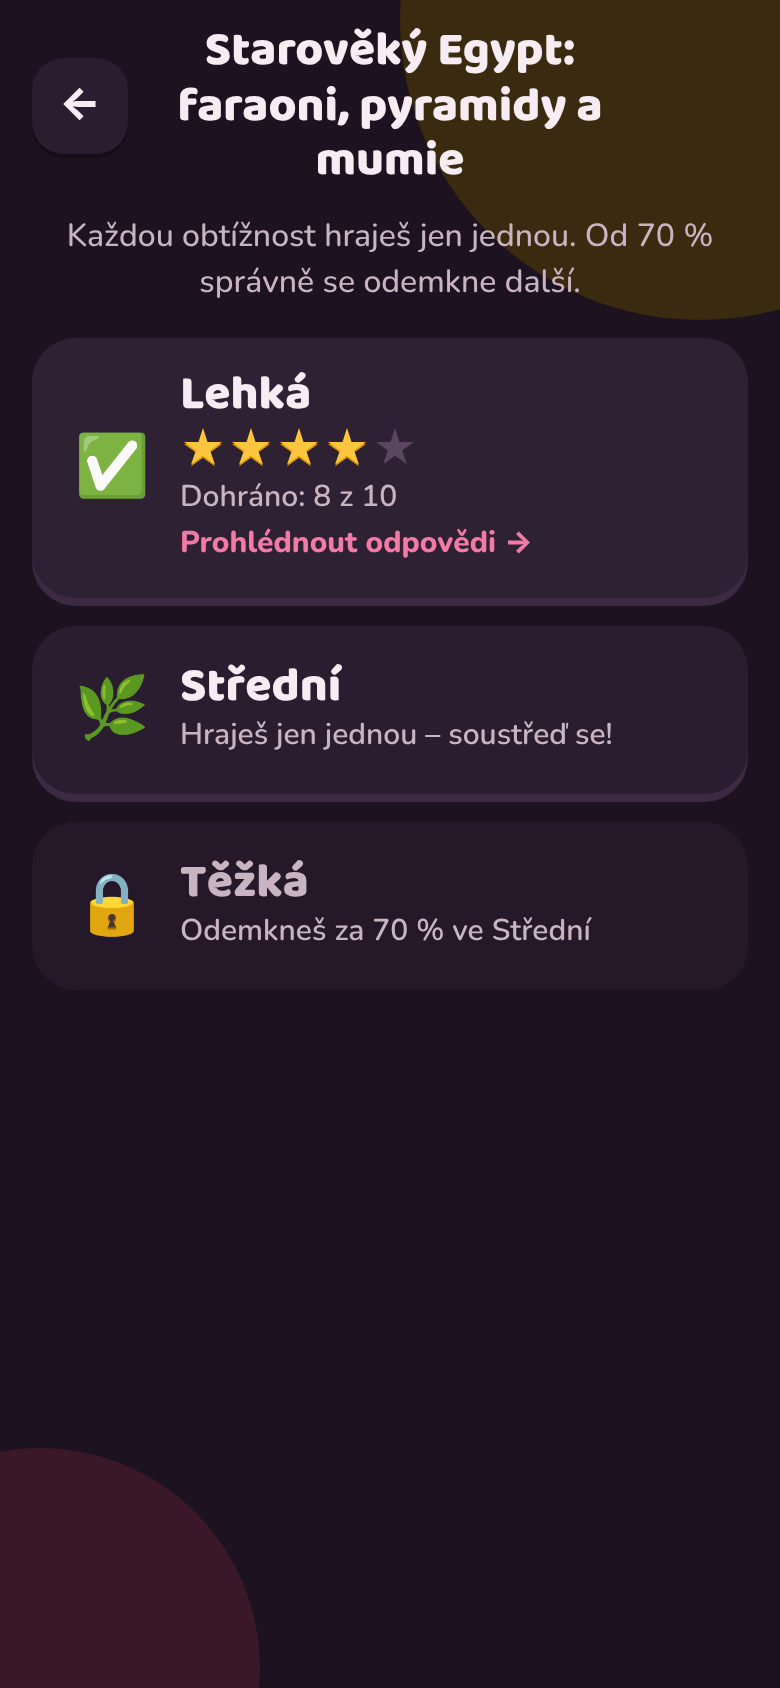 Starověký Egypt:
faraoni, pyramidy a
mumie
Každou obtížnost hraješ jen jednou. Od 70 %
správně se odemkne další.
Lehká
Dohráno: 8 z 10
Prohlédnout odpovědi →
Střední
Hraješ jen jednou – soustřeď se!
Těžká
Odemkneš za 70 % ve Střední